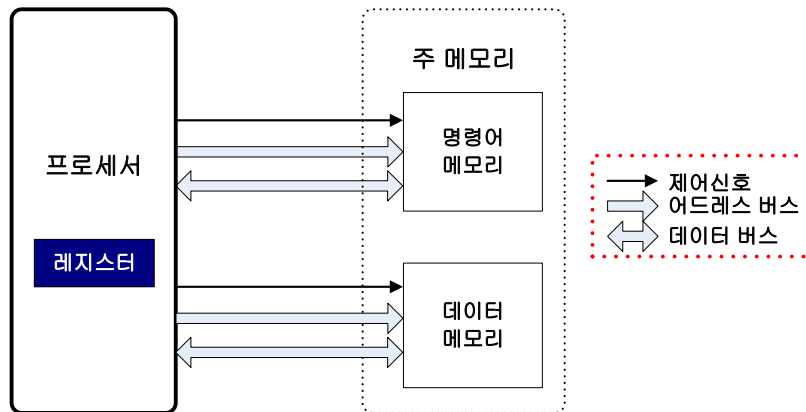 주 메모리
프로세서
레지스터
명령어
메모리
데이터
메모리
제어신호
어드레스 버스
데이터 버스